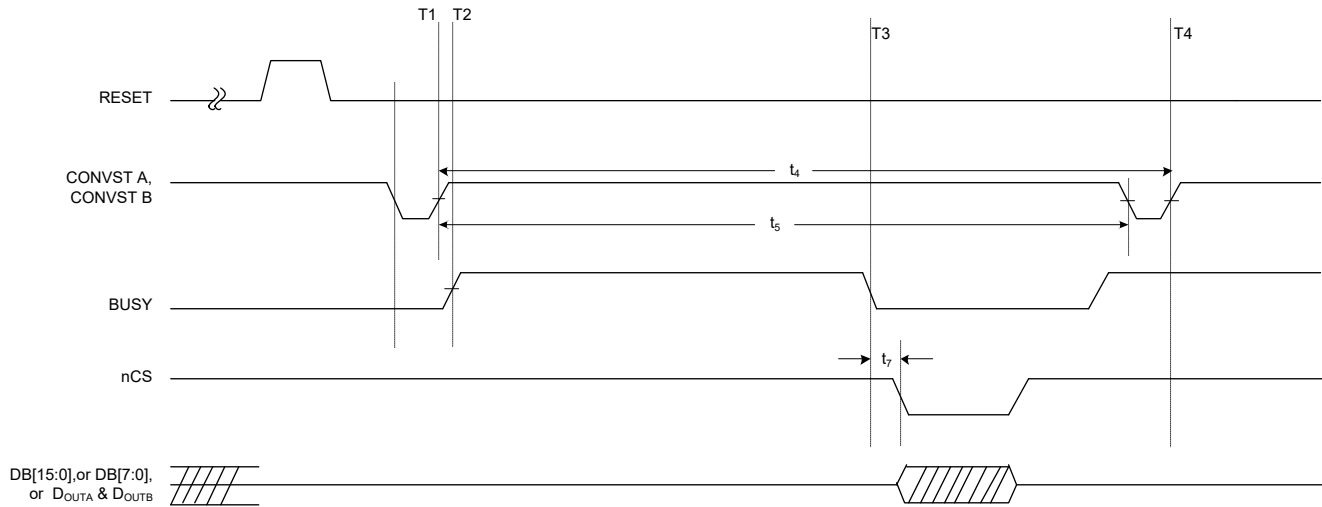 T1 T2
T3
T4
RESET
t4
CONVST A,
CONVST B
t5
BUSY
t7
nCS
DB[15:0],or DB[7:0],
or DOUTA & DOUTB